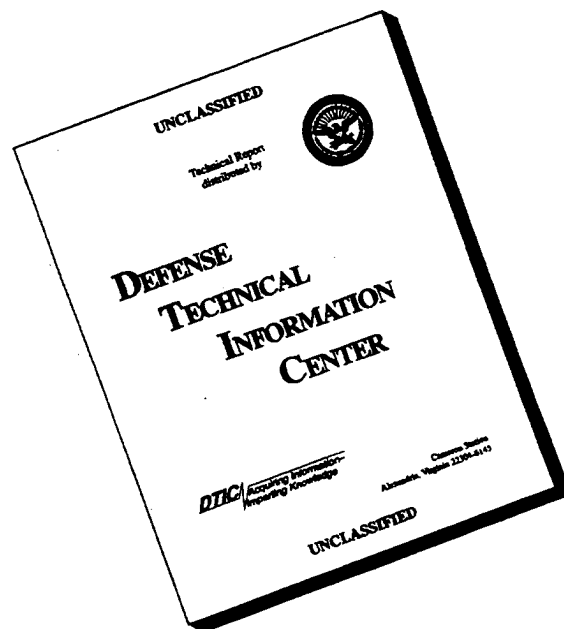 UNCLASSIFIED
Technical Report
distributed by
DEFENSE
TECHNICAL
INFORMATION
CENTER
DTIC
Acquiring Information–
Imparting Knowledge
Cameron Station
Alexandria, Virginia 22304-6145
UNCLASSIFIED